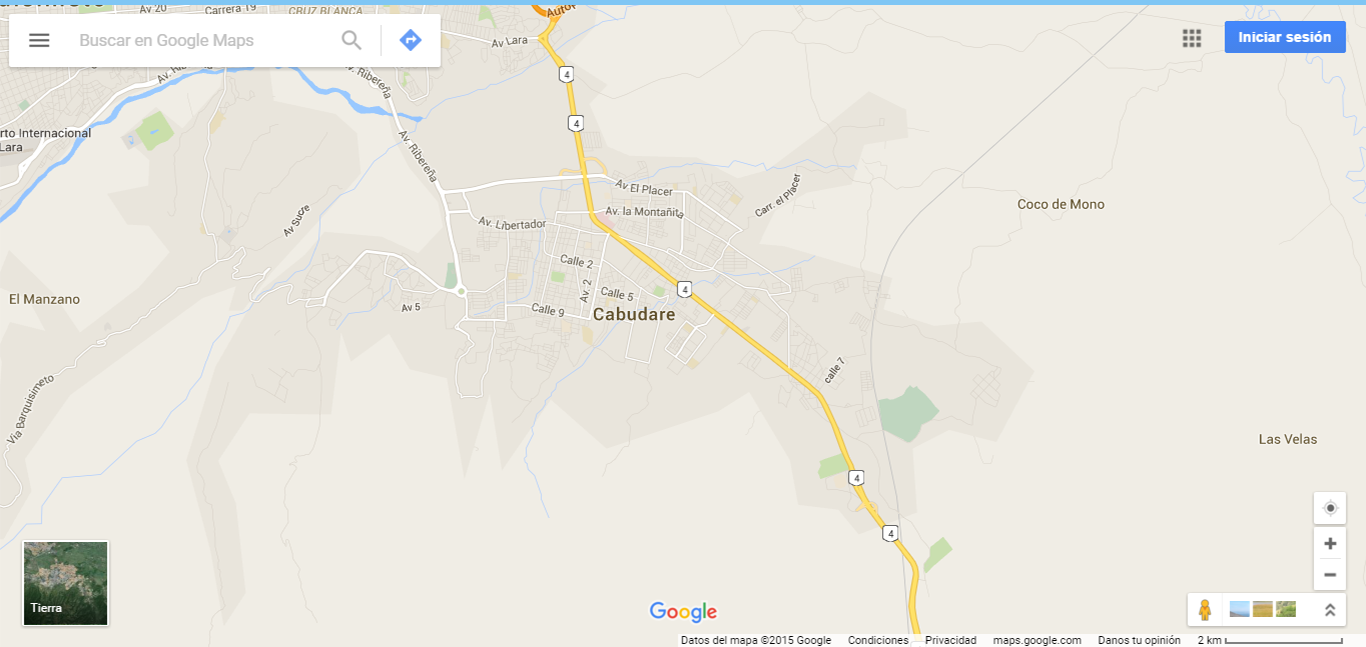 Av 20
Carrera 19
CRUZ BLANCA
Autop
Buscar en Google Maps
Iniciar sesión
Av Lara
4
Av. Ribereña
4
rto Internacional
Lara
Av. Ribereña
Av El Placer
Carr. el Placer
Coco de Mono
Av. la Montañita
Av Sucre
Av. Libertador
Calle 2
El Manzano
Av. 2
Calle 5
4
Av 5
Calle 9
Cabudare
calle 7
Vía Barquisimeto
Las Velas
4
4
Tierra
Google
Datos del mapa ©2015 Google Condiciones Privacidad maps.google.com Danos tu opinión 2 km